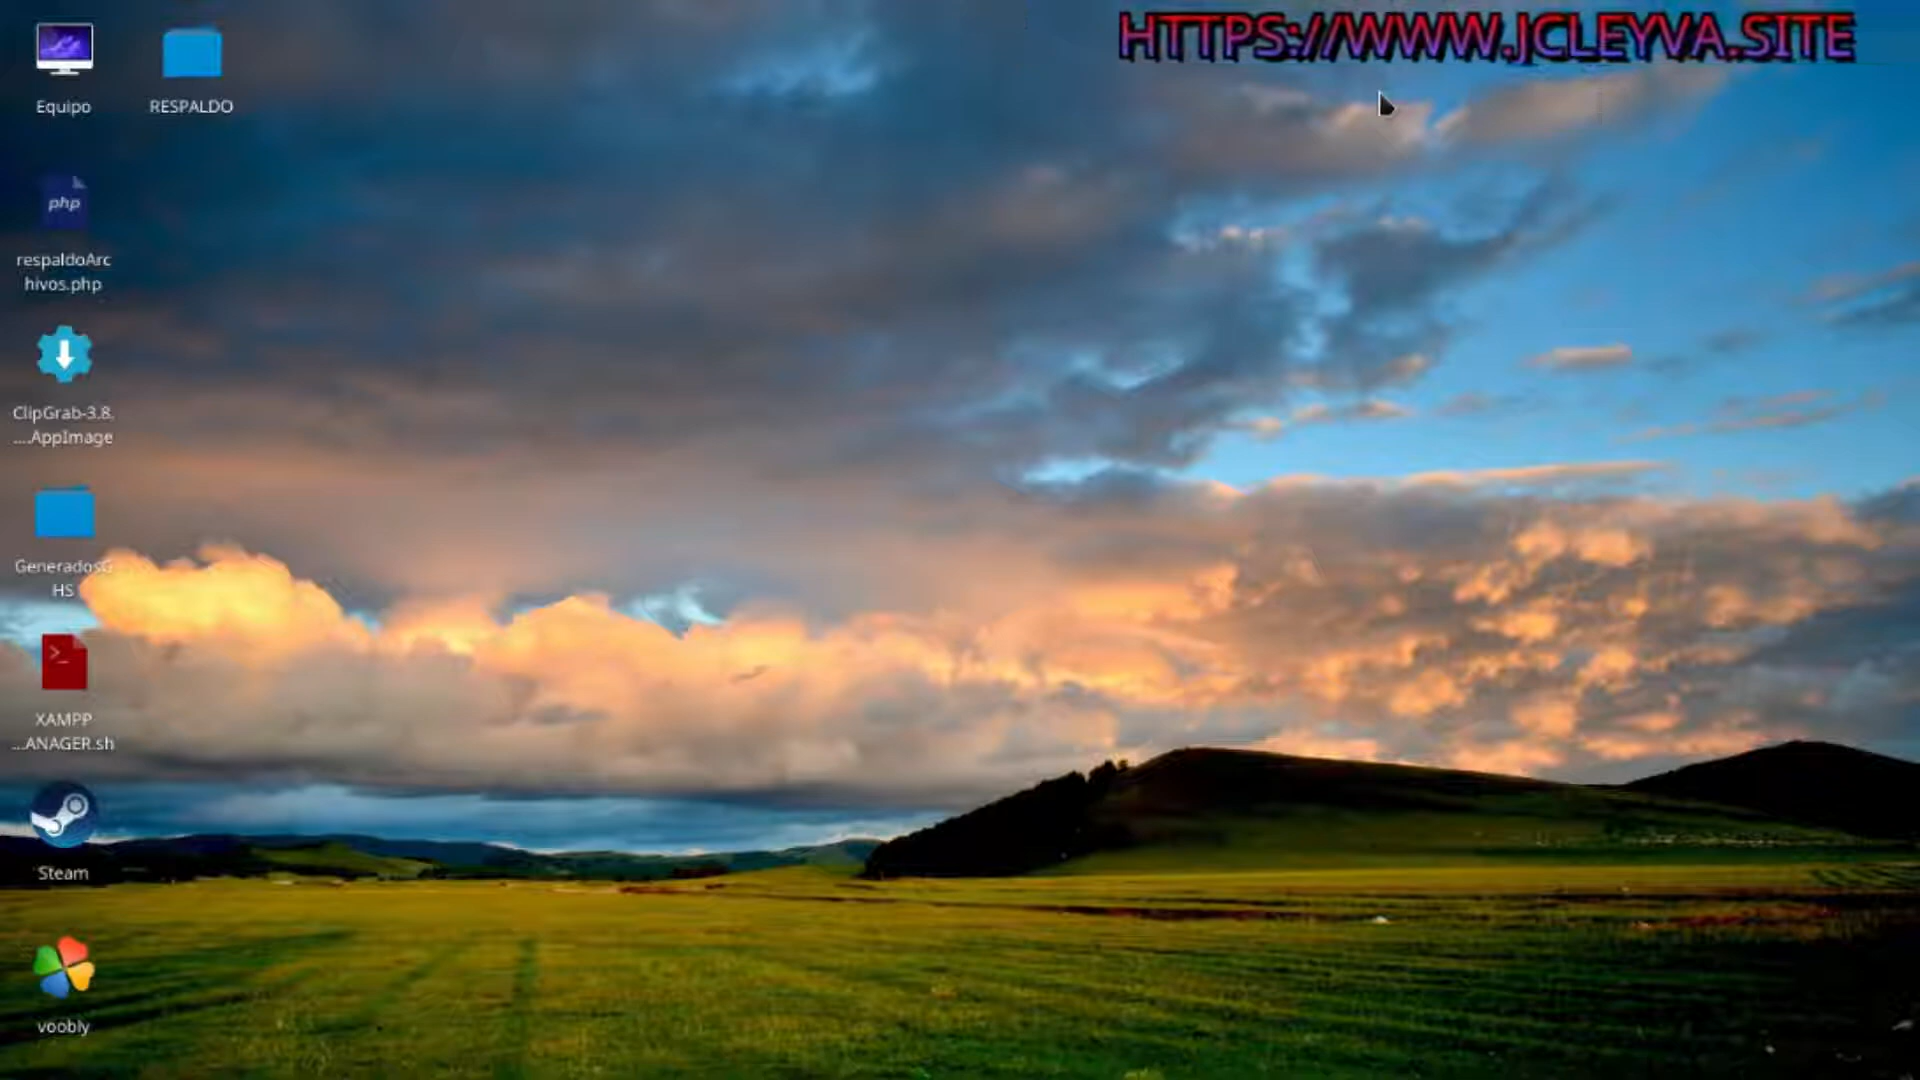 HTTPS://WWW.JCLEYVA.SITE
Equipo
RESPALDO
php
respaldoArc
hivos.php
ClipGrab-3.8.
....AppImage
GeneradosG
HS
>_
XAMPP
...ANAGER.sh
Steam
voobly